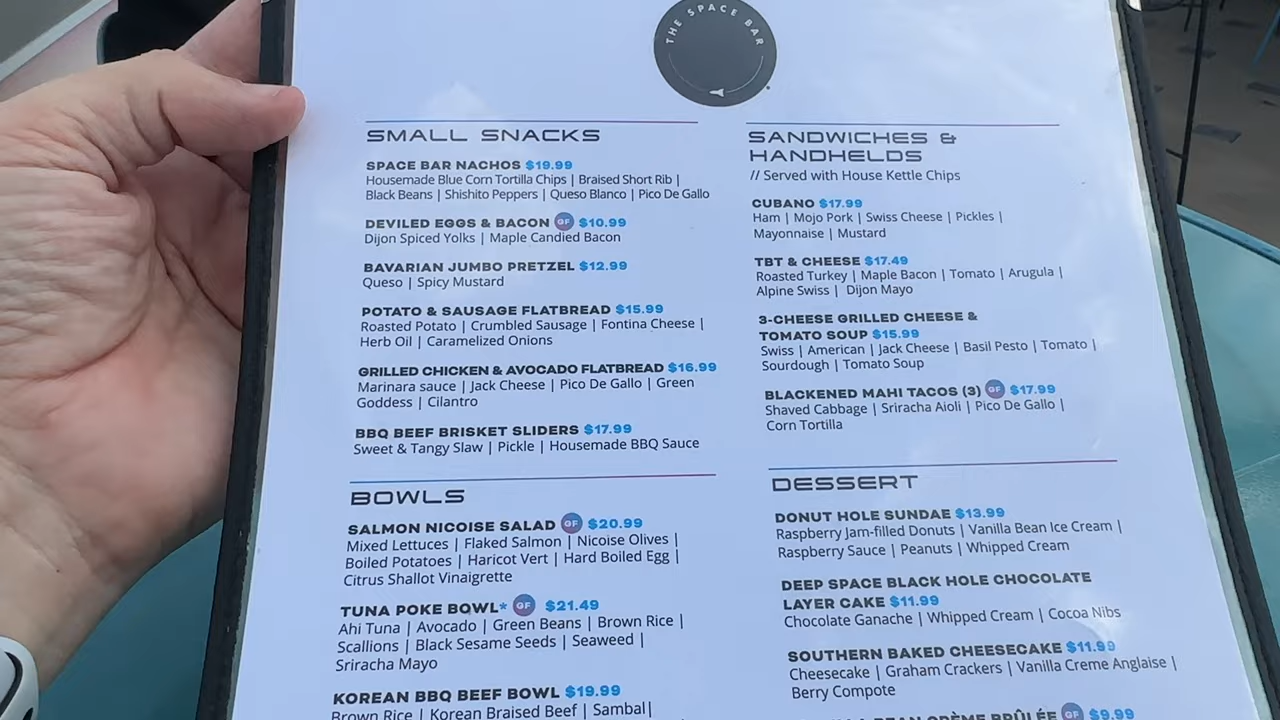 THE SPACE BAR
SMALL SNACKS
SPACE BAR NACHOS $19.99
Housemade Blue Corn Tortilla Chips | Braised Short Rib |
Black Beans | Shishito Peppers | Queso Blanco | Pico De Gallo
DEVILED EGGS & BACON GF $10.99
Dijon Spiced Yolks | Maple Candied Bacon
BAVARIAN JUMBO PRETZEL $12.99
Queso | Spicy Mustard
POTATO & SAUSAGE FLATBREAD $15.99
Roasted Potato | Crumbled Sausage | Fontina Cheese |
Herb Oil | Caramelized Onions
GRILLED CHICKEN & AVOCADO FLATBREAD $16.99
Marinara sauce | Jack Cheese | Pico De Gallo | Green
Goddess | Cilantro
BBQ BEEF BRISKET SLIDERS $17.99
Sweet & Tangy Slaw | Pickle | Housemade BBQ Sauce
BOWLS
SALMON NICOISE SALAD GF $20.99
Mixed Lettuces | Flaked Salmon | Nicoise Olives |
Boiled Potatoes | Haricot Vert | Hard Boiled Egg |
Citrus Shallot Vinaigrette
TUNA POKE BOWL* GF $21.49
Ahi Tuna | Avocado | Green Beans | Brown Rice |
Scallions | Black Sesame Seeds | Seaweed |
Sriracha Mayo
KOREAN BBQ BEEF BOWL $19.99
Brown Rice | Korean Braised Beef | Sambal |
SANDWICHES &
HANDHELDS
// Served with House Kettle Chips
CUBANO $17.99
Ham | Mojo Pork | Swiss Cheese | Pickles |
Mayonnaise | Mustard
TBT & CHEESE $17.49
Roasted Turkey | Maple Bacon | Tomato | Arugula |
Alpine Swiss | Dijon Mayo
3-CHEESE GRILLED CHEESE &
TOMATO SOUP $15.99
Swiss | American | Jack Cheese | Basil Pesto | Tomato |
Sourdough | Tomato Soup
BLACKENED MAHI TACOS (3) GF $17.99
Shaved Cabbage | Sriracha Aioli | Pico De Gallo |
Corn Tortilla
DESSERT
DONUT HOLE SUNDAE $13.99
Raspberry Jam-filled Donuts | Vanilla Bean Ice Cream |
Raspberry Sauce | Peanuts | Whipped Cream
DEEP SPACE BLACK HOLE CHOCOLATE
LAYER CAKE $11.99
Chocolate Ganache | Whipped Cream | Cocoa Nibs
SOUTHERN BAKED CHEESECAKE $11.99
Cheesecake | Graham Crackers | Vanilla Creme Anglaise |
Berry Compote
BEAN CRÈME BRÛLÉE GF $9.99